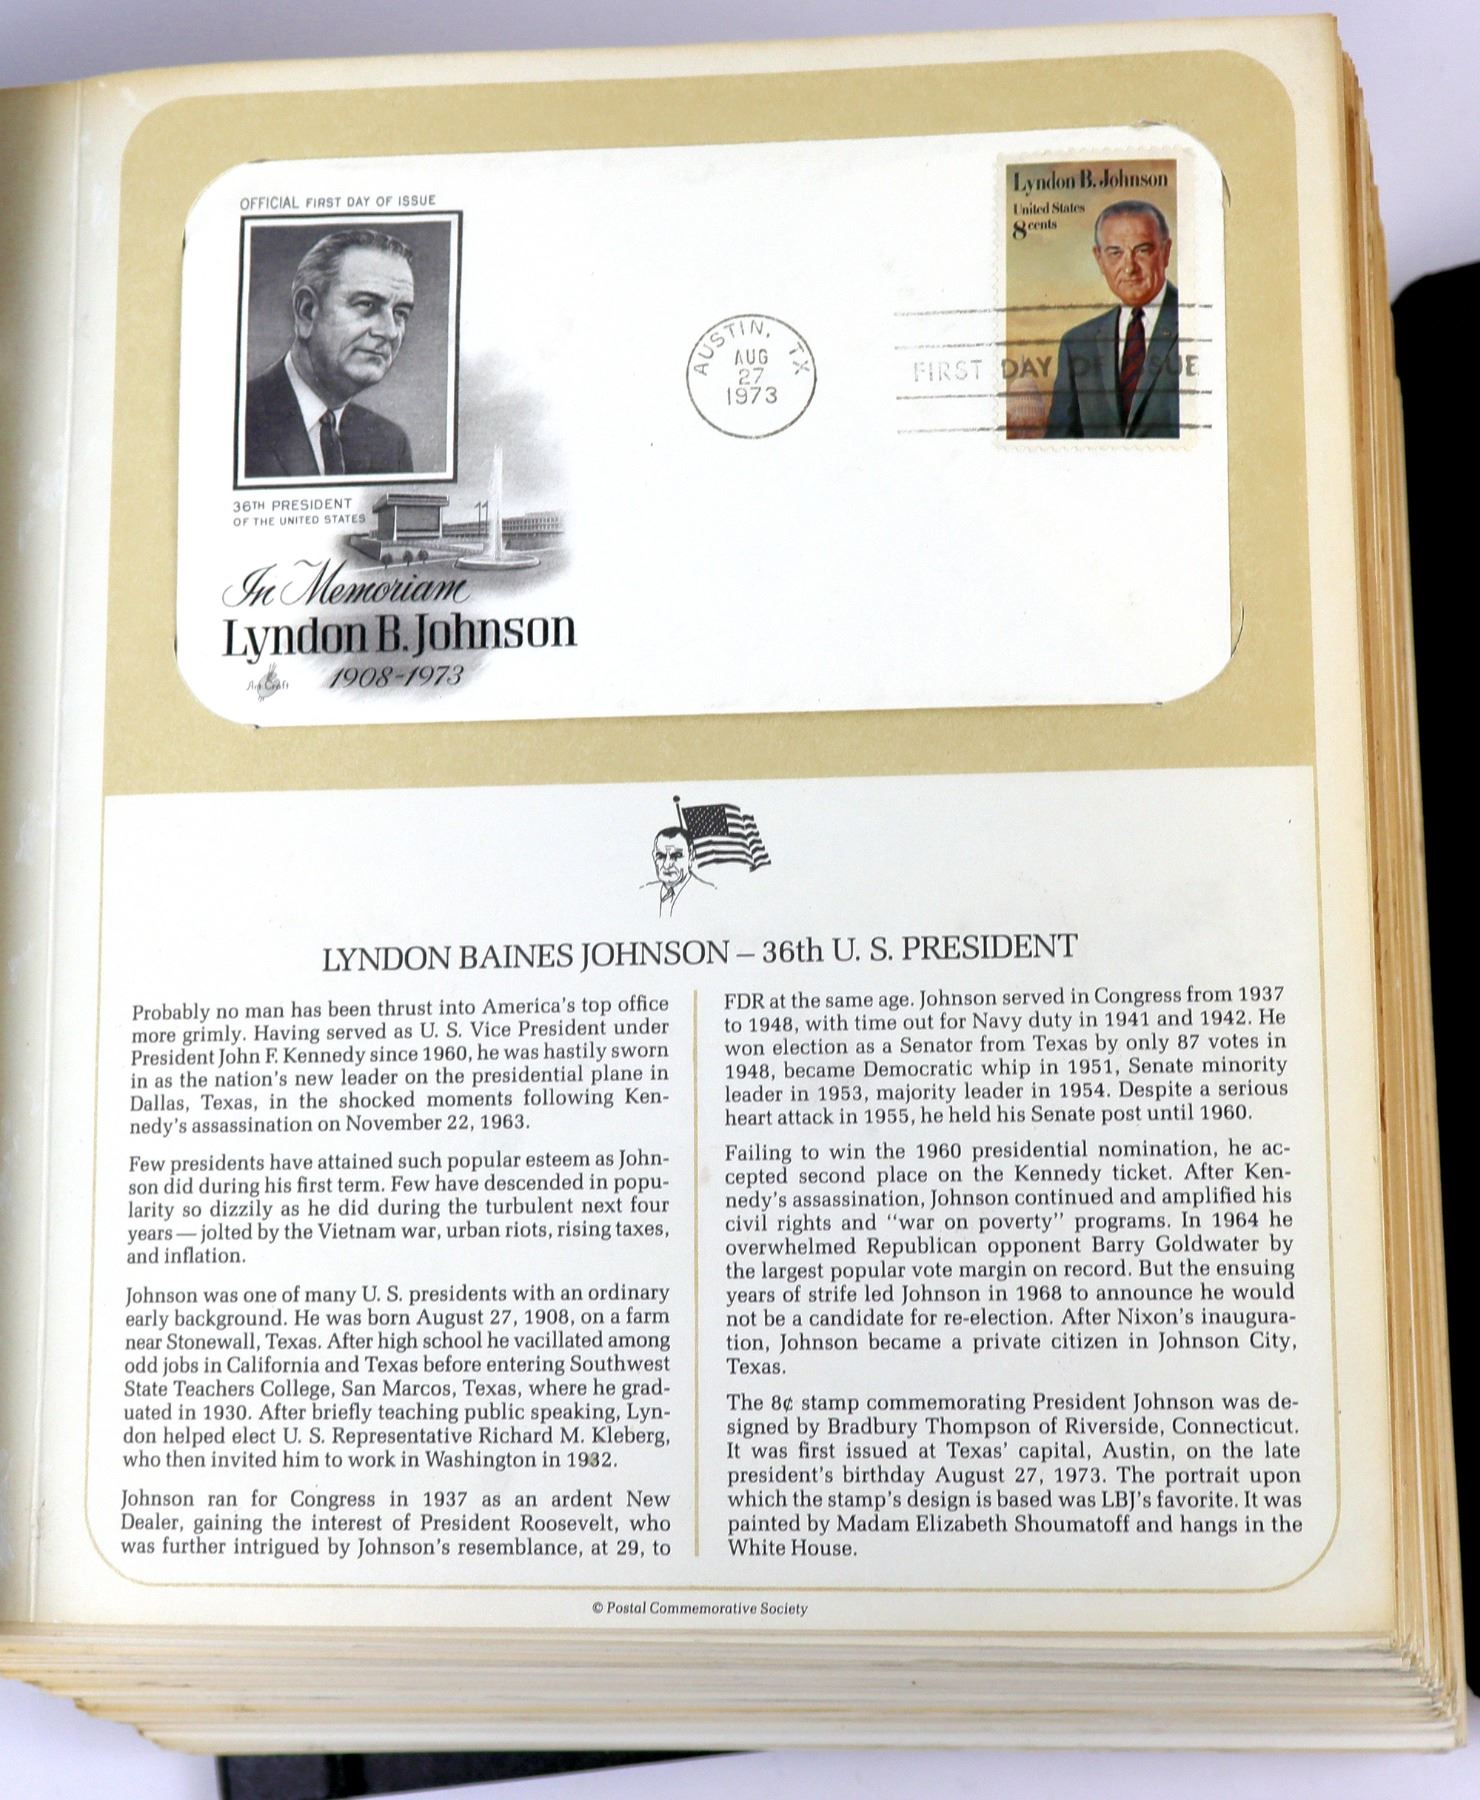 OFFICIAL FIRST DAY OF ISSUE
36TH PRESIDENT
OF THE UNITED STATES
In Memoriam
Lyndon B. Johnson
1908-1973
Art Craft
AUSTIN, TX
AUG
27
1973
Lyndon B. Johnson
United States
8 cents
FIRST DAY OF ISSUE
LYNDON BAINES JOHNSON – 36th U. S. PRESIDENT
Probably no man has been thrust into America's top office
more grimly. Having served as U. S. Vice President under
President John F. Kennedy since 1960, he was hastily sworn
in as the nation's new leader on the presidential plane in
Dallas, Texas, in the shocked moments following Ken-
nedy's assassination on November 22, 1963.
Few presidents have attained such popular esteem as John-
son did during his first term. Few have descended in popu-
larity so dizzily as he did during the turbulent next four
years — jolted by the Vietnam war, urban riots, rising taxes,
and inflation.
Johnson was one of many U. S. presidents with an ordinary
early background. He was born August 27, 1908, on a farm
near Stonewall, Texas. After high school he vacillated among
odd jobs in California and Texas before entering Southwest
State Teachers College, San Marcos, Texas, where he grad-
uated in 1930. After briefly teaching public speaking, Lyn-
don helped elect U. S. Representative Richard M. Kleberg,
who then invited him to work in Washington in 1932.
Johnson ran for Congress in 1937 as an ardent New
Dealer, gaining the interest of President Roosevelt, who
was further intrigued by Johnson's resemblance, at 29, to
FDR at the same age. Johnson served in Congress from 1937
to 1948, with time out for Navy duty in 1941 and 1942. He
won election as a Senator from Texas by only 87 votes in
1948, became Democratic whip in 1951, Senate minority
leader in 1953, majority leader in 1954. Despite a serious
heart attack in 1955, he held his Senate post until 1960.
Failing to win the 1960 presidential nomination, he ac-
cepted second place on the Kennedy ticket. After Ken-
nedy's assassination, Johnson continued and amplified his
civil rights and "war on poverty" programs. In 1964 he
overwhelmed Republican opponent Barry Goldwater by
the largest popular vote margin on record. But the ensuing
years of strife led Johnson in 1968 to announce he would
not be a candidate for re-election. After Nixon's inaugura-
tion, Johnson became a private citizen in Johnson City,
Texas.
The 8¢ stamp commemorating President Johnson was de-
signed by Bradbury Thompson of Riverside, Connecticut.
It was first issued at Texas' capital, Austin, on the late
president's birthday August 27, 1973. The portrait upon
which the stamp's design is based was LBJ's favorite. It was
painted by Madam Elizabeth Shoumatoff and hangs in the
White House.
© Postal Commemorative Society